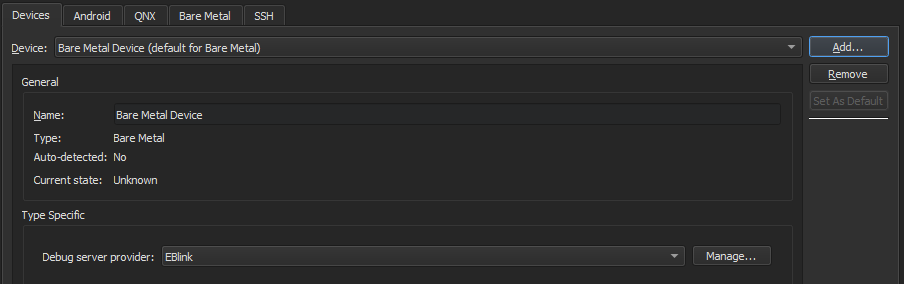 Devices Android QNX Bare Metal SSH
Device: Bare Metal Device (default for Bare Metal) Add...
Remove
Set As Default
General
Name: Bare Metal Device
Type: Bare Metal
Auto-detected: No
Current state: Unknown
Type Specific
Debug server provider: EBlink Manage...